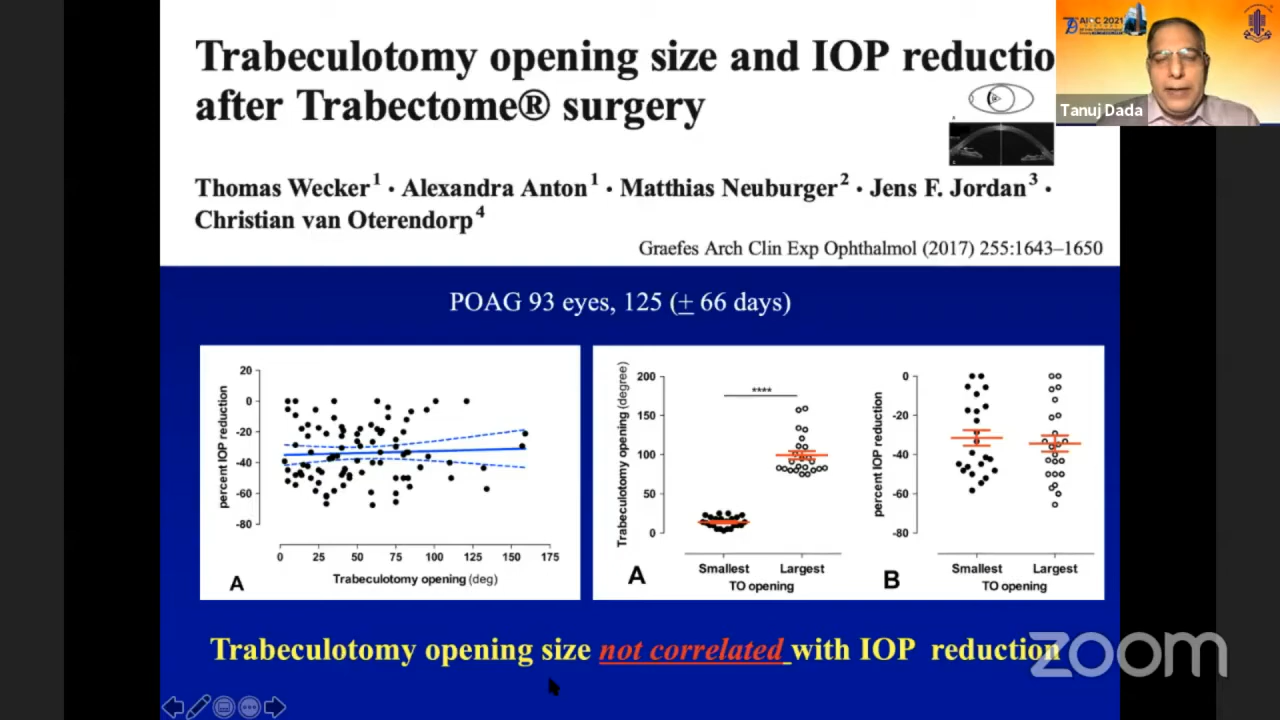 Trabeculotomy opening size and IOP reductio
after Trabectome® surgery
AIOC 2021
Tanuj Dada
Thomas Wecker1 · Alexandra Anton1 · Matthias Neuburger2 · Jens F. Jordan3 ·
Christian van Oterendorp4
Graefes Arch Clin Exp Ophthalmol (2017) 255:1643–1650
POAG 93 eyes, 125 (± 66 days)
percent IOP reduction
20
0
-20
-40
-60
-80
0 25 50 75 100 125 150 175
Trabeculotomy opening (deg)
A
Trabeculotomy opening (degree)
200
150
100
50
0
****
Smallest Largest
TO opening
A
percent IOP reduction
0
-20
-40
-60
-80
Smallest Largest
TO opening
B
Trabeculotomy opening size not correlated with IOP reduction
zoom